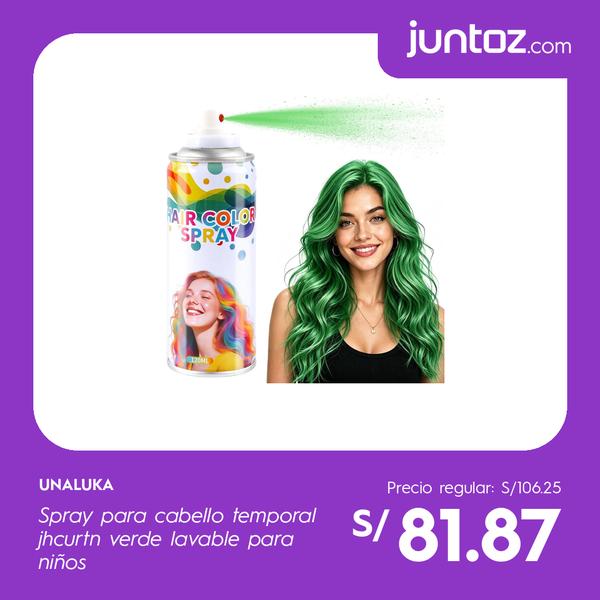 juntoz.com
HAIR COLOR
SPRAY
120ML
UNALUKA
Spray para cabello temporal
jhcurtn verde lavable para
niños
Precio regular: S/106.25
S/81.87